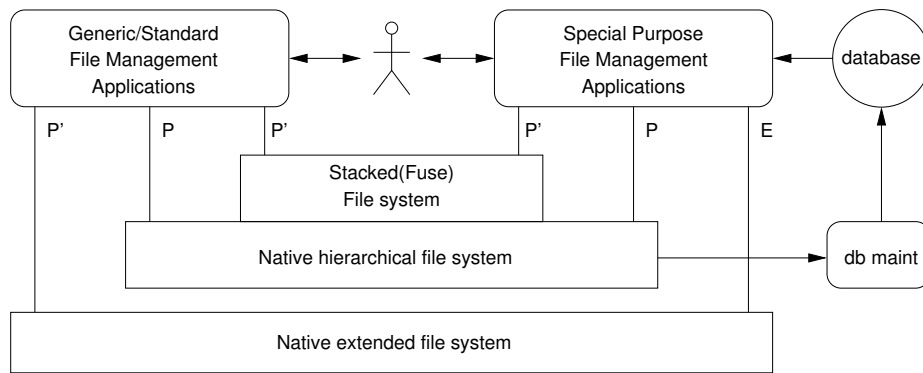 Generic/Standard
File Management
Applications
Special Purpose
File Management
Applications
database
P'
P
P'
P'
P
E
Stacked(Fuse)
File system
Native hierarchical file system
db maint
Native extended file system